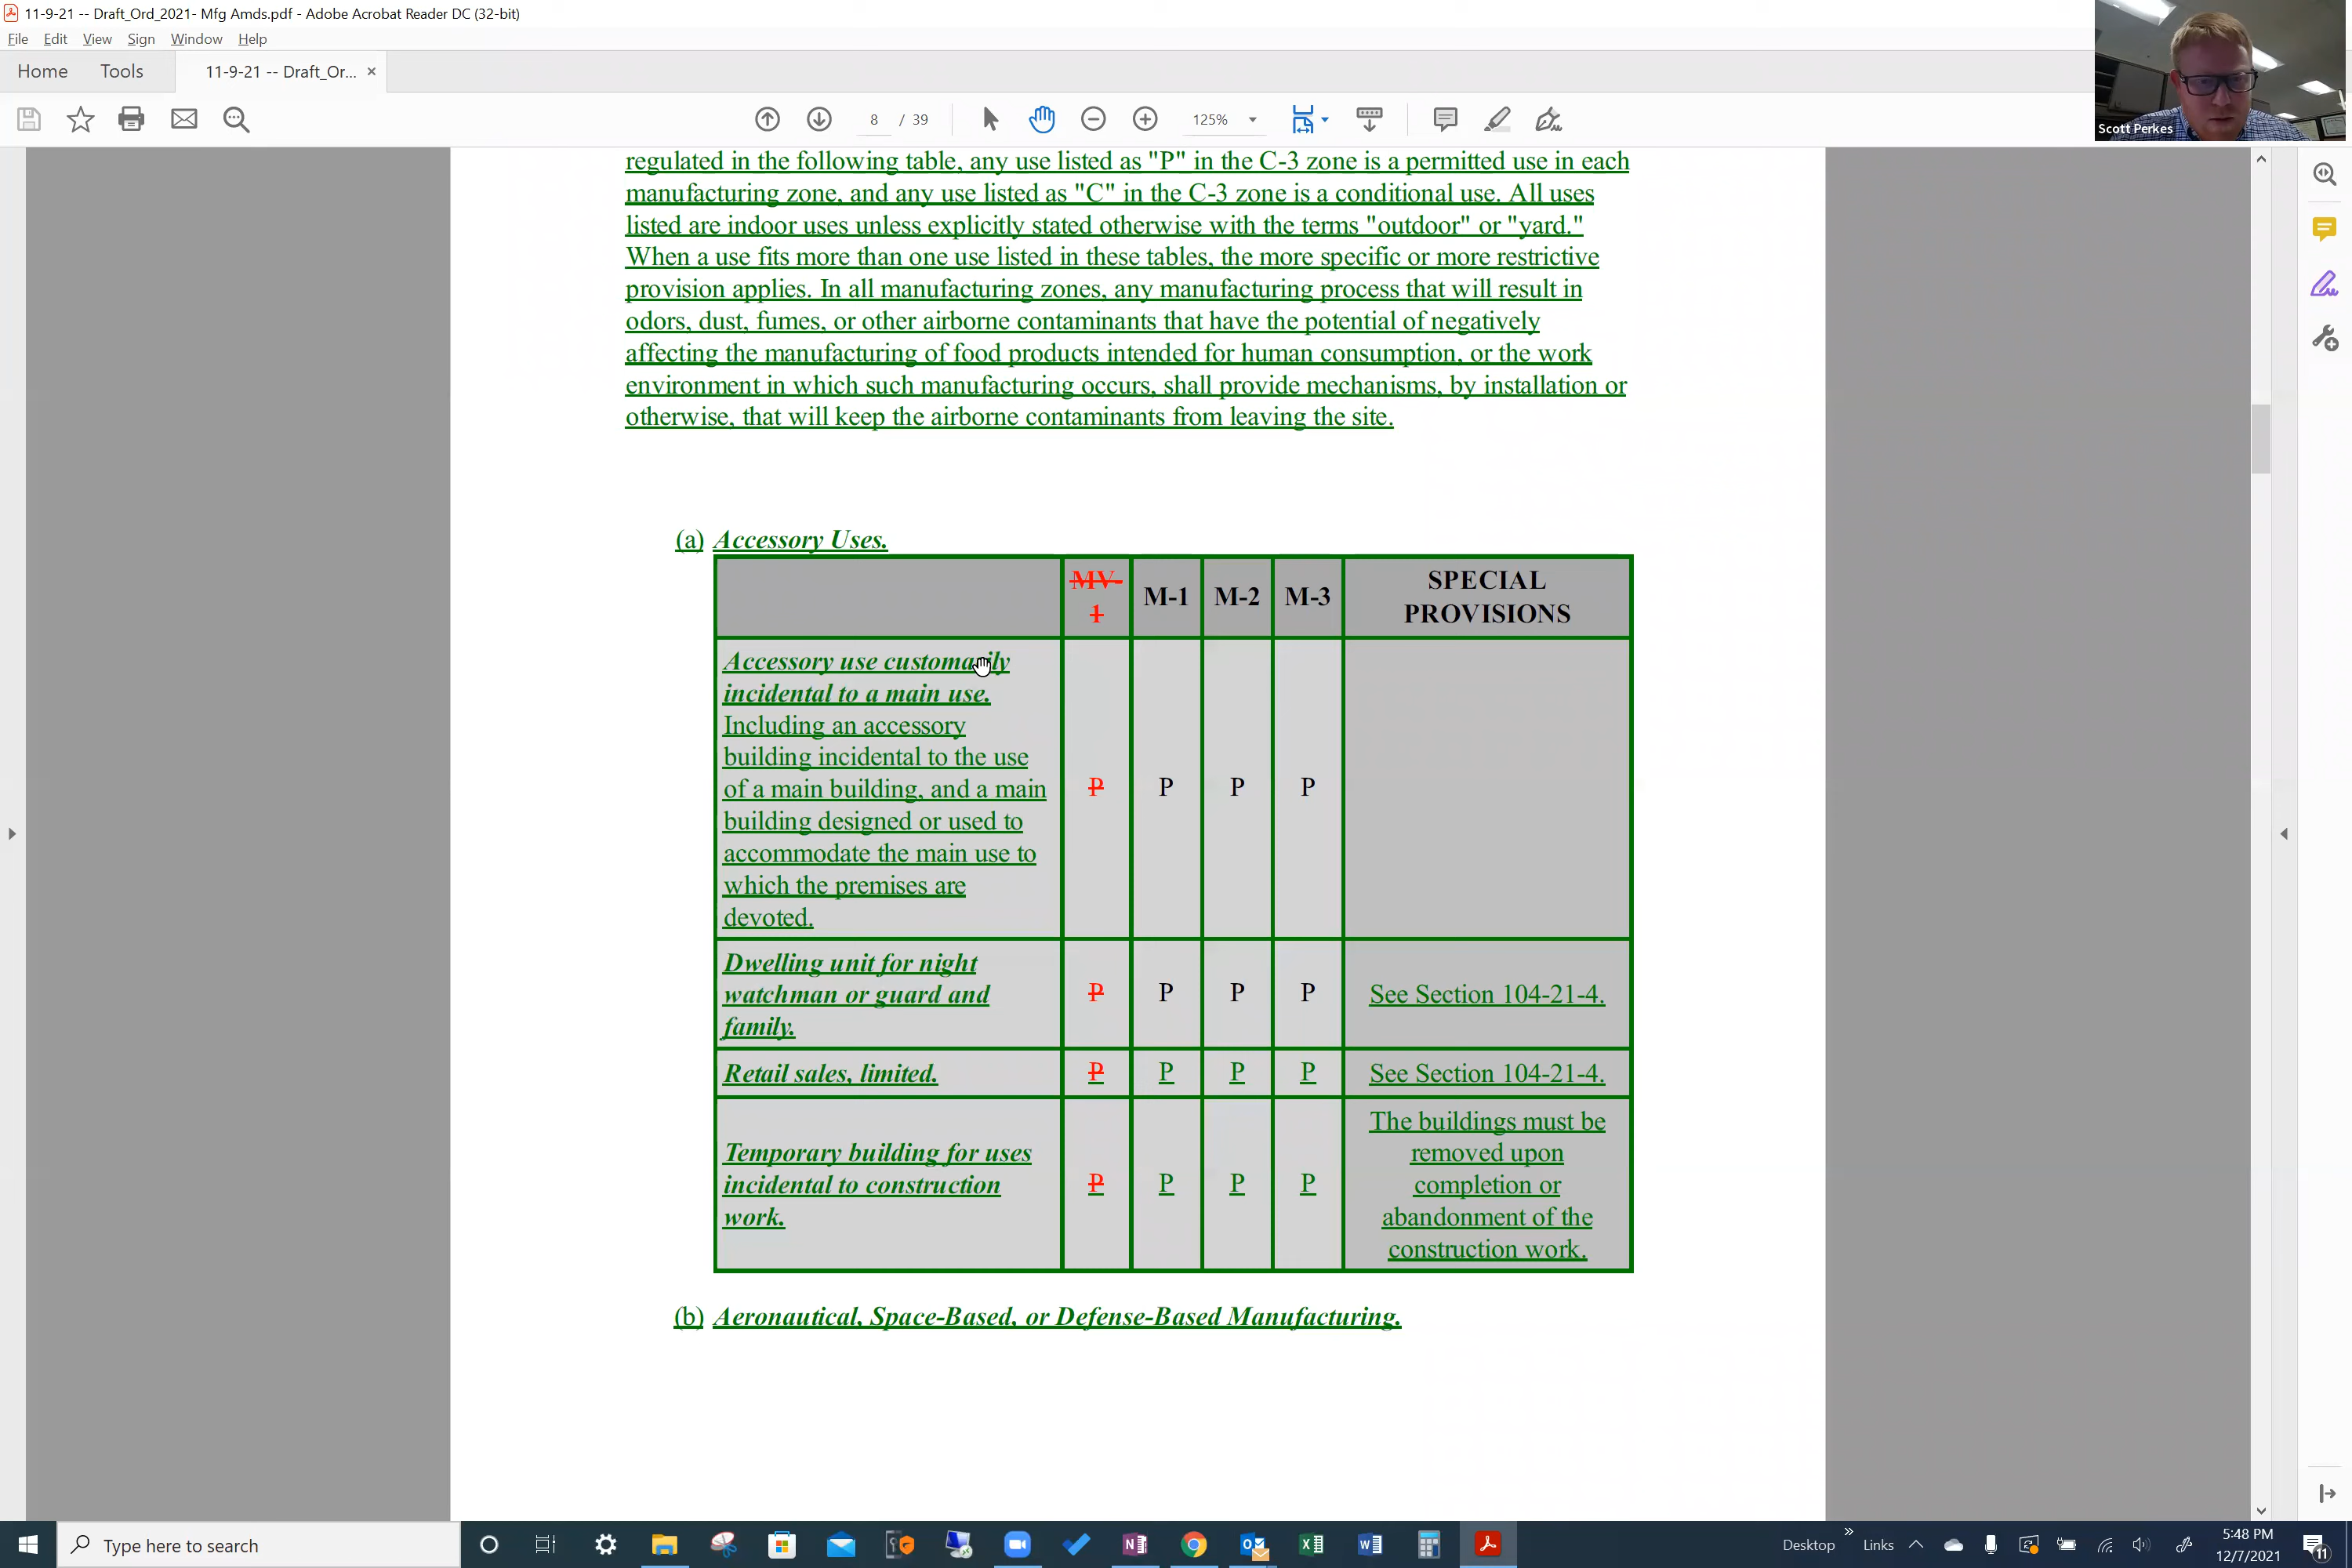 11-9-21 -- Draft_Ord_2021- Mfg Amds.pdf - Adobe Acrobat Reader DC (32-bit)
File Edit View Sign Window Help
Home Tools 11-9-21 -- Draft_Or... ×
8 / 39 125%
Scott Perkes
regulated in the following table, any use listed as "P" in the C-3 zone is a permitted use in each
manufacturing zone, and any use listed as "C" in the C-3 zone is a conditional use. All uses
listed are indoor uses unless explicitly stated otherwise with the terms "outdoor" or "yard."
When a use fits more than one use listed in these tables, the more specific or more restrictive
provision applies. In all manufacturing zones, any manufacturing process that will result in
odors, dust, fumes, or other airborne contaminants that have the potential of negatively
affecting the manufacturing of food products intended for human consumption, or the work
environment in which such manufacturing occurs, shall provide mechanisms, by installation or
otherwise, that will keep the airborne contaminants from leaving the site.
(a) Accessory Uses.
MV-
1
M-1 M-2 M-3
SPECIAL
PROVISIONS
Accessory use customarily
incidental to a main use.
Including an accessory
building incidental to the use
of a main building, and a main
building designed or used to
accommodate the main use to
which the premises are
devoted.
P P P P
Dwelling unit for night
watchman or guard and
family.
P P P P See Section 104-21-4.
Retail sales, limited. P P P P See Section 104-21-4.
Temporary building for uses
incidental to construction
work.
P P P P
The buildings must be
removed upon
completion or
abandonment of the
construction work.
(b) Aeronautical, Space-Based, or Defense-Based Manufacturing.
Type here to search
Desktop » Links
5:48 PM
12/7/2021
11